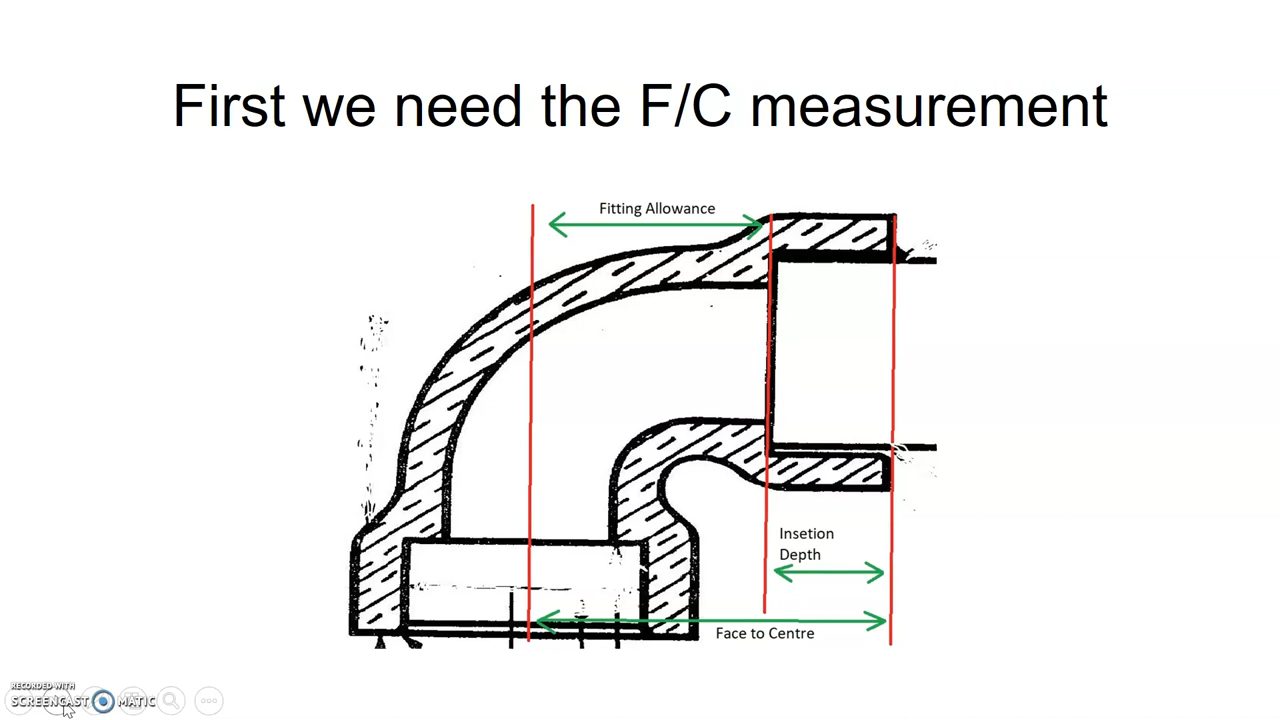 First we need the F/C measurement
Fitting Allowance
Insetion
Depth
Face to Centre
RECORDED WITH
SCREENCAST MATIC